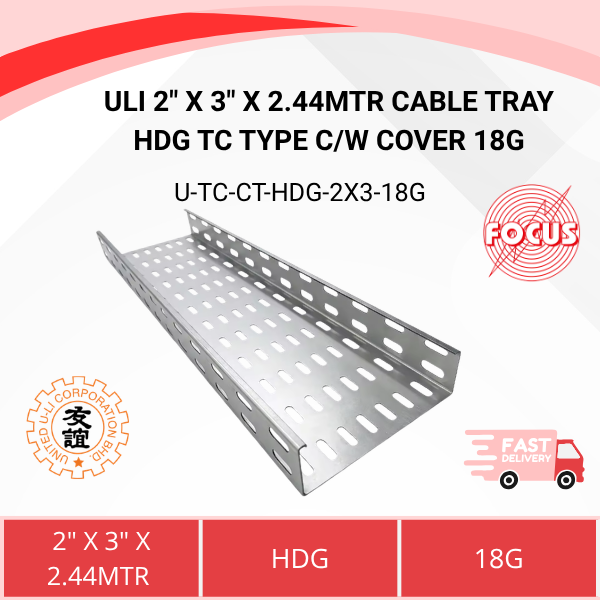 ULI 2" X 3" X 2.44MTR CABLE TRAY
HDG TC TYPE C/W COVER 18G
U-TC-CT-HDG-2X3-18G
FOCUS
UNITED U-LI CORPORATION BHD
友
誼
FAST
DELIVERY
2" X 3" X
2.44MTR
HDG
18G